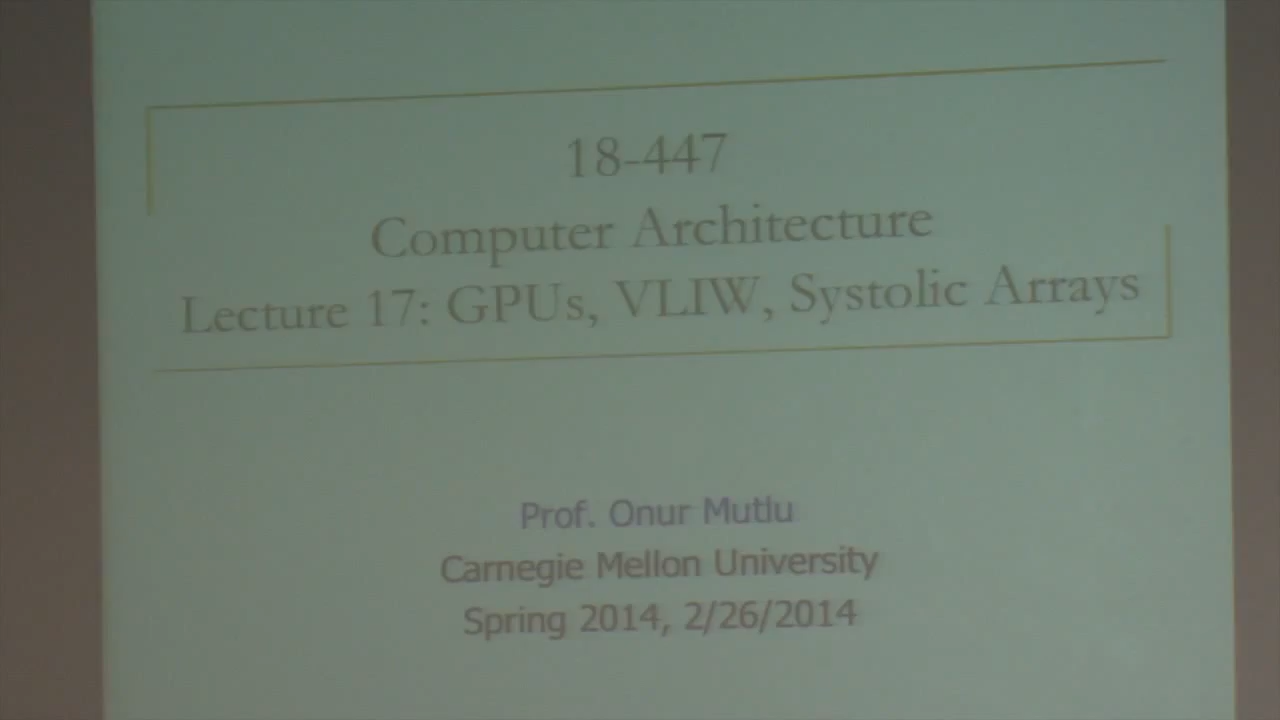 18-447
Computer Architecture
Lecture 17: GPUs, VLIW, Systolic Arrays
Prof. Onur Mutlu
Carnegie Mellon University
Spring 2014, 2/26/2014